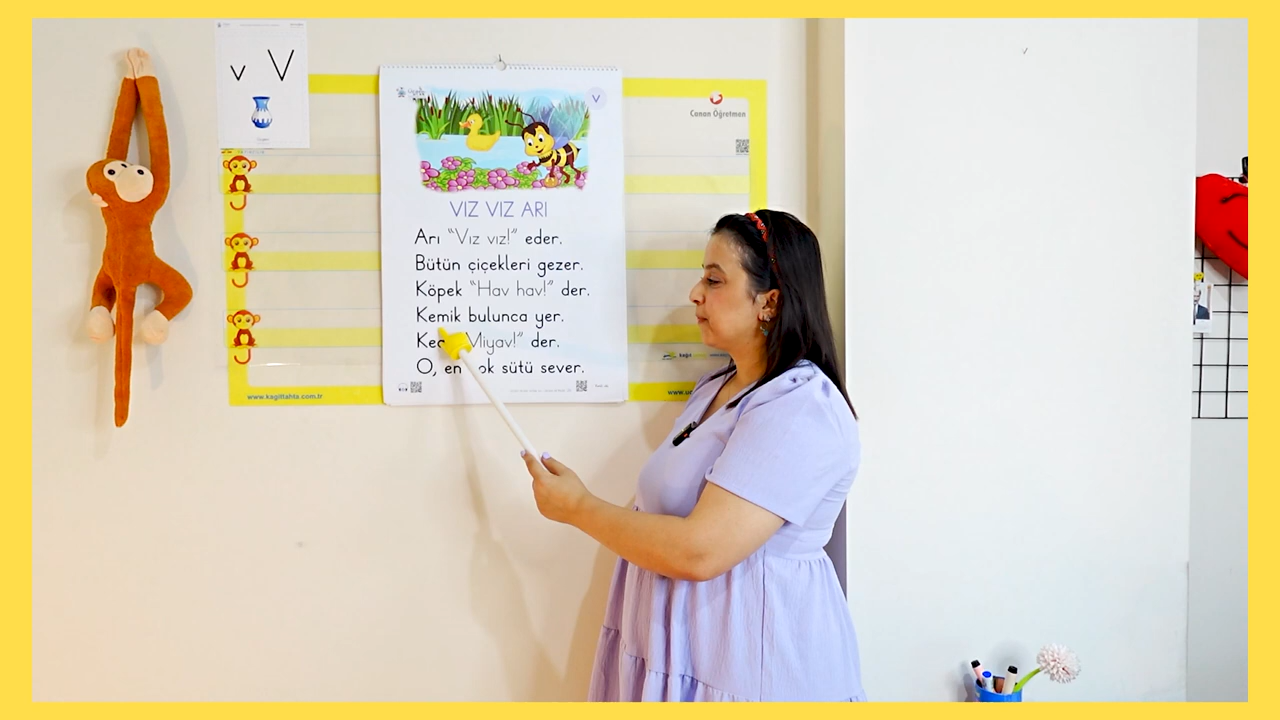 v V
v
Canan Öğretmen
VIZ VIZ ARI
Arı "Vız vız!" eder.
Bütün çiçekleri gezer.
Köpek "Hav hav!" der.
Kemik bulunca yer.
"Miyav!" der.
O, sütü sever.
www.kagittahta.com.tr